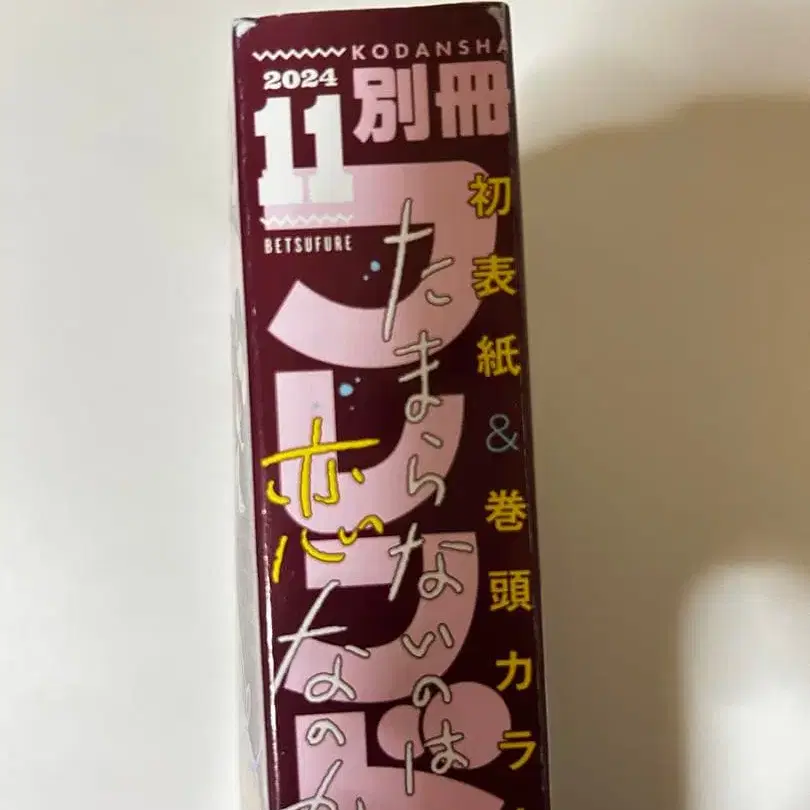 KODANSHA
2024
11
別冊
BETSUFURE
フレンド
初表紙&巻頭カラ
たまらないのは
恋なのか